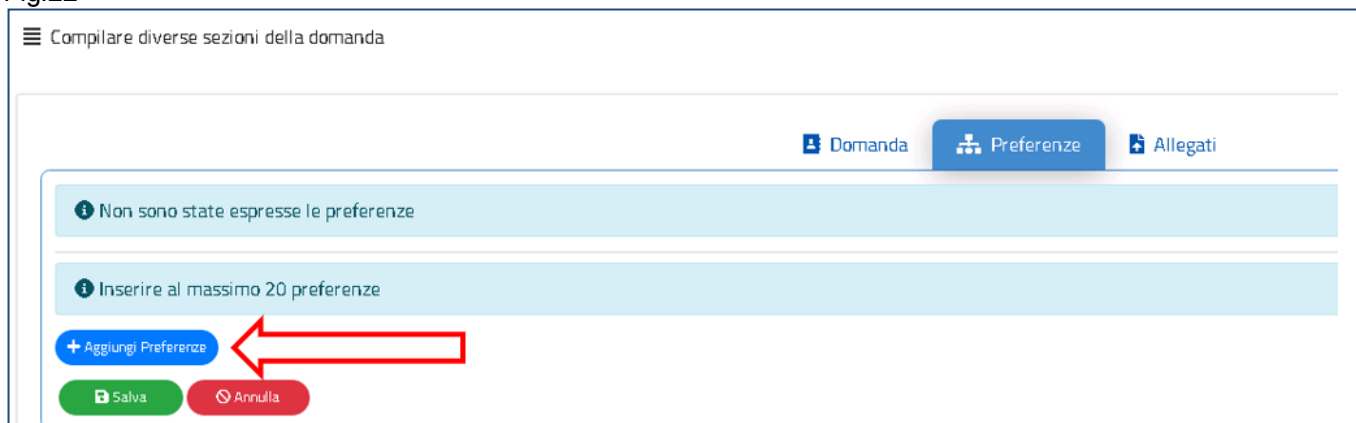 Compilare diverse sezioni della domanda
Domanda Preferenze Allegati
Non sono state espresse le preferenze
Inserire al massimo 20 preferenze
+ Aggiungi Preferenze
Salva Annulla